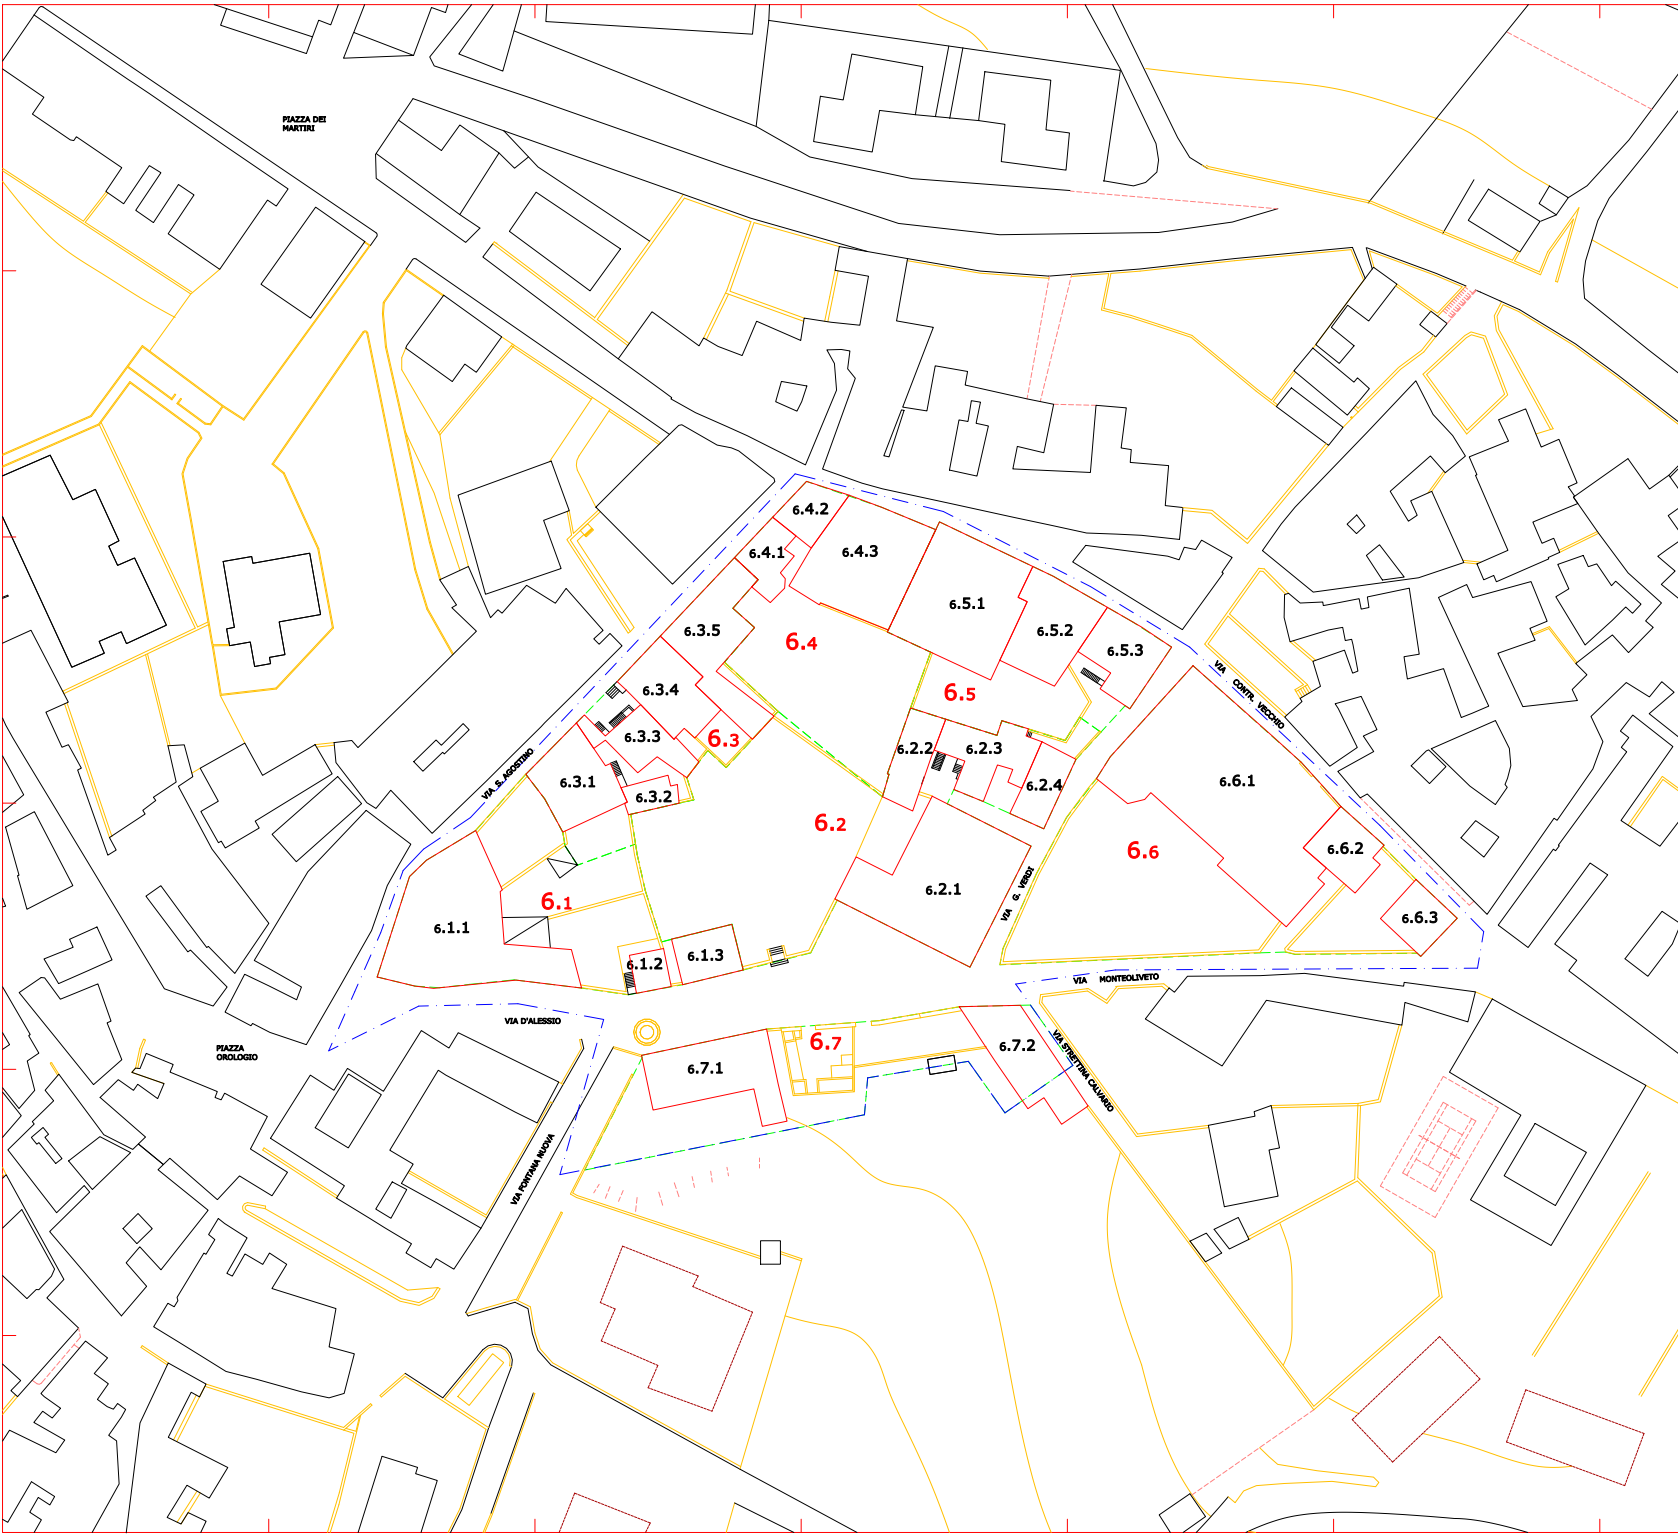 PIAZZA DEI
MARTIRI
6.4.2
6.4.1
6.4.3
6.5.1
6.5.2
6.5.3
6.3.5
6.4
6.5
VIA CONTR. VECCHIO
6.3.4
6.3.3
6.3
6.2.2
6.2.3
6.2.4
VIA S. AGOSTINO
6.3.1
6.3.2
6.6.1
6.2
6.6
6.6.2
6.2.1
VIA G. VERDI
6.1
6.1.1
6.6.3
6.1.2
6.1.3
VIA MONTEOLIVETO
VIA D'ALESSIO
PIAZZA
OROLOGIO
6.7
6.7.1
6.7.2
VIA STRETTINA CALVARIO
VIA FONTANA NUOVA